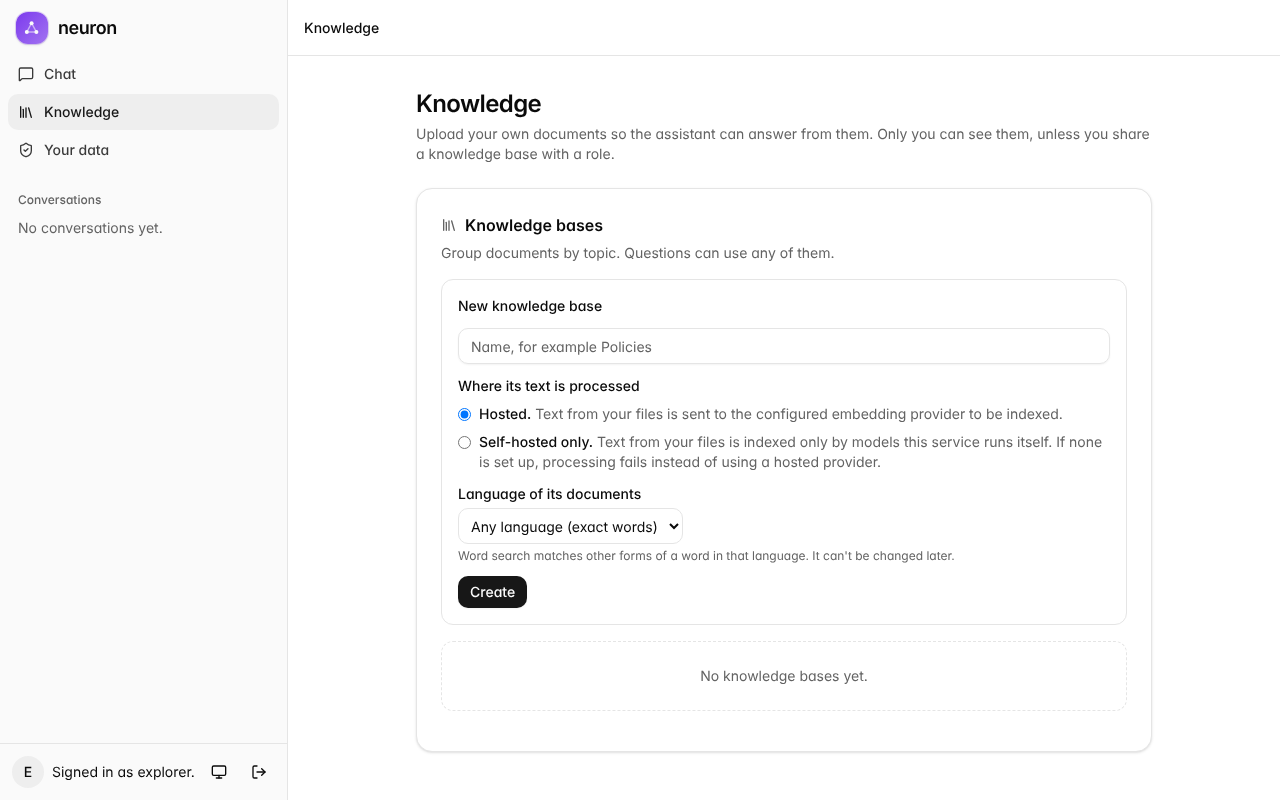 neuron
Chat
Knowledge
Your data
Conversations
No conversations yet.
E
Signed in as explorer.
Knowledge
Knowledge
Upload your own documents so the assistant can answer from them. Only you can see them, unless you share
a knowledge base with a role.
Knowledge bases
Group documents by topic. Questions can use any of them.
New knowledge base
Name, for example Policies
Where its text is processed
Hosted. Text from your files is sent to the configured embedding provider to be indexed.
Self-hosted only. Text from your files is indexed only by models this service runs itself. If none
is set up, processing fails instead of using a hosted provider.
Language of its documents
Any language (exact words)
Word search matches other forms of a word in that language. It can't be changed later.
Create
No knowledge bases yet.